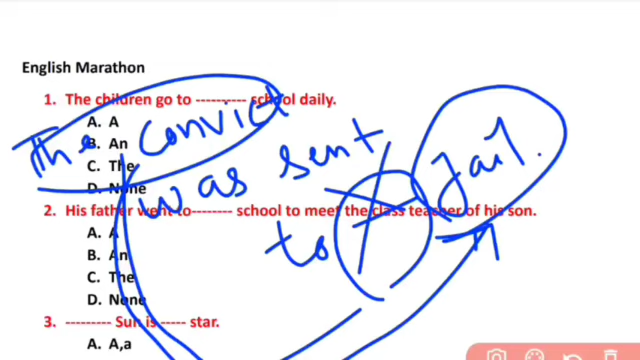 English Marathon
1. The children go to ---------- school daily.
A. A
B. An
C. The
D. None
The convict
was sent
to X jail.
2. His father went to-------- school to meet the class teacher of his son.
A. A
B. An
C. The
D. None
3. --------- Sun is ----- star.
A. A,a